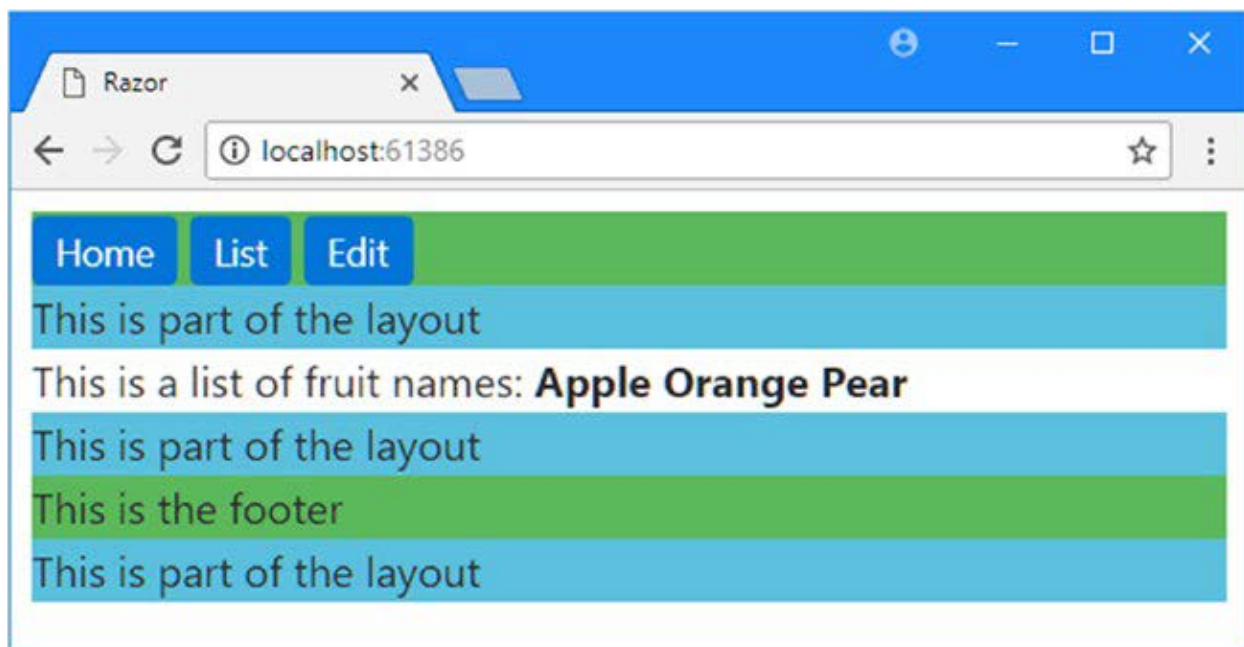 Razor
localhost:61386
Home List Edit
This is part of the layout
This is a list of fruit names: Apple Orange Pear
This is part of the layout
This is the footer
This is part of the layout